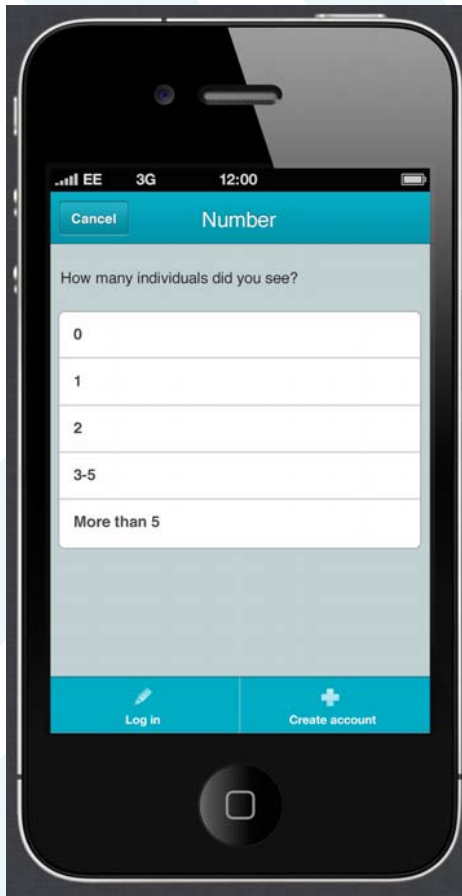 EE 3G 12:00
Cancel Number
How many individuals did you see?
0
1
2
3-5
More than 5
Log in Create account